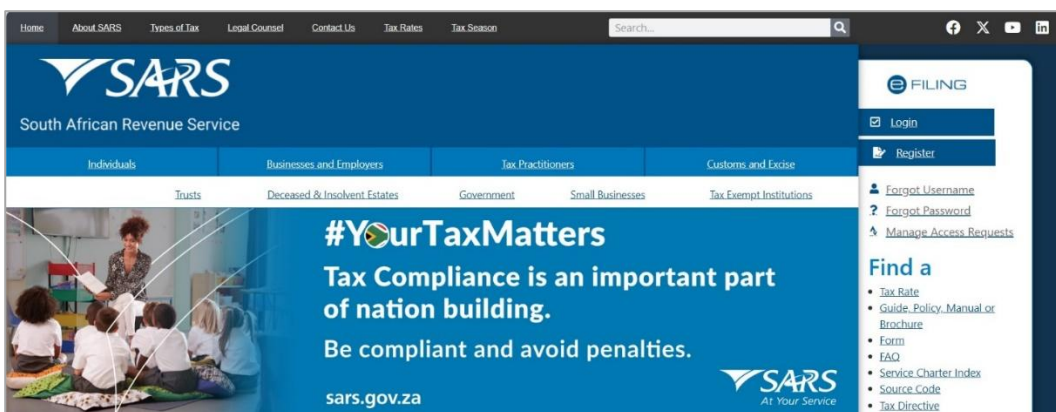 Home About SARS Types of Tax Legal Counsel Contact Us Tax Rates Tax Season Search...
SARS
South African Revenue Service
Individuals Businesses and Employers Tax Practitioners Customs and Excise
Trusts Deceased & Insolvent Estates Government Small Businesses Tax Exempt Institutions
#YourTaxMatters
Tax Compliance is an important part
of nation building.
Be compliant and avoid penalties.
sars.gov.za
SARS
At Your Service
e FILING
Login
Register
Forgot Username
? Forgot Password
Manage Access Requests
Find a
• Tax Rate
• Guide, Policy, Manual or
Brochure
• Form
• FAQ
• Service Charter Index
• Source Code
• Tax Directive